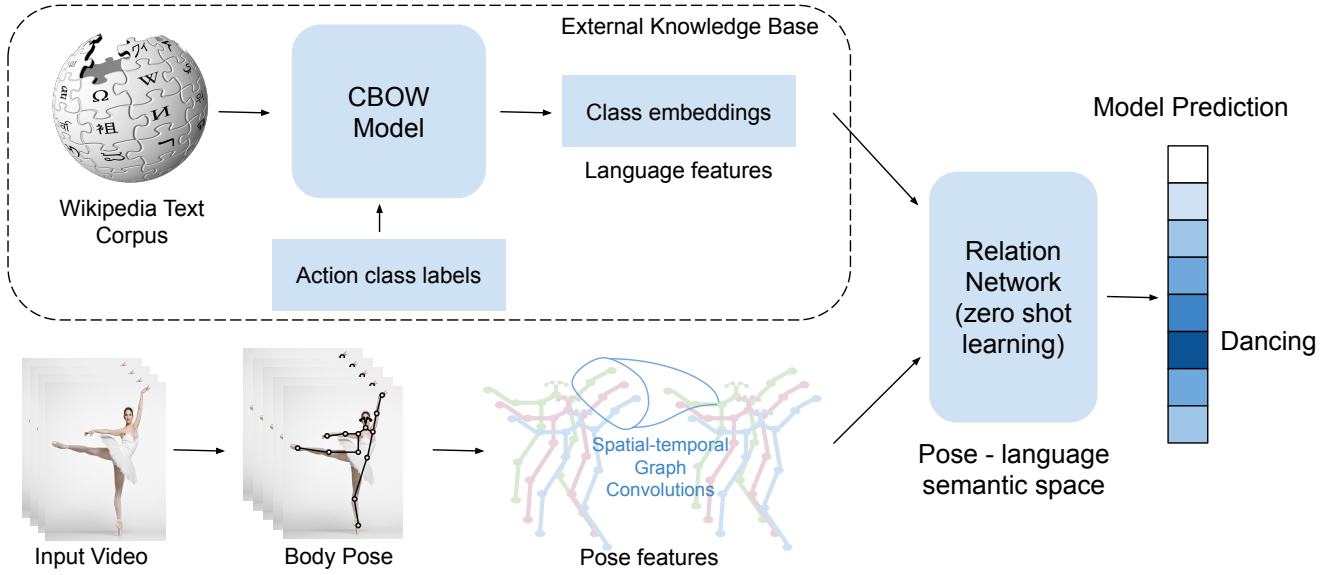 External Knowledge Base
CBOW
Model
Class embeddings
Language features
Wikipedia Text
Corpus
Action class labels
Model Prediction
Relation
Network
(zero shot
learning)
Dancing
Pose - language
semantic space
Spatial-temporal
Graph
Convolutions
Input Video
Body Pose
Pose features
Ω
W
И
祖